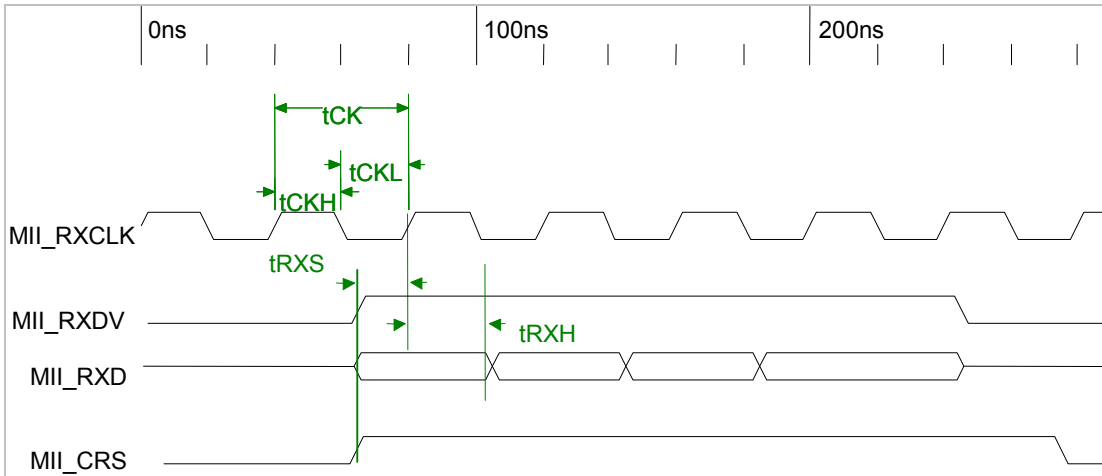 0ns 100ns 200ns
tCK
tCKL
tCKH
MII_RXCLK
tRXS
MII_RXDV
tRXH
MII_RXD
MII_CRS